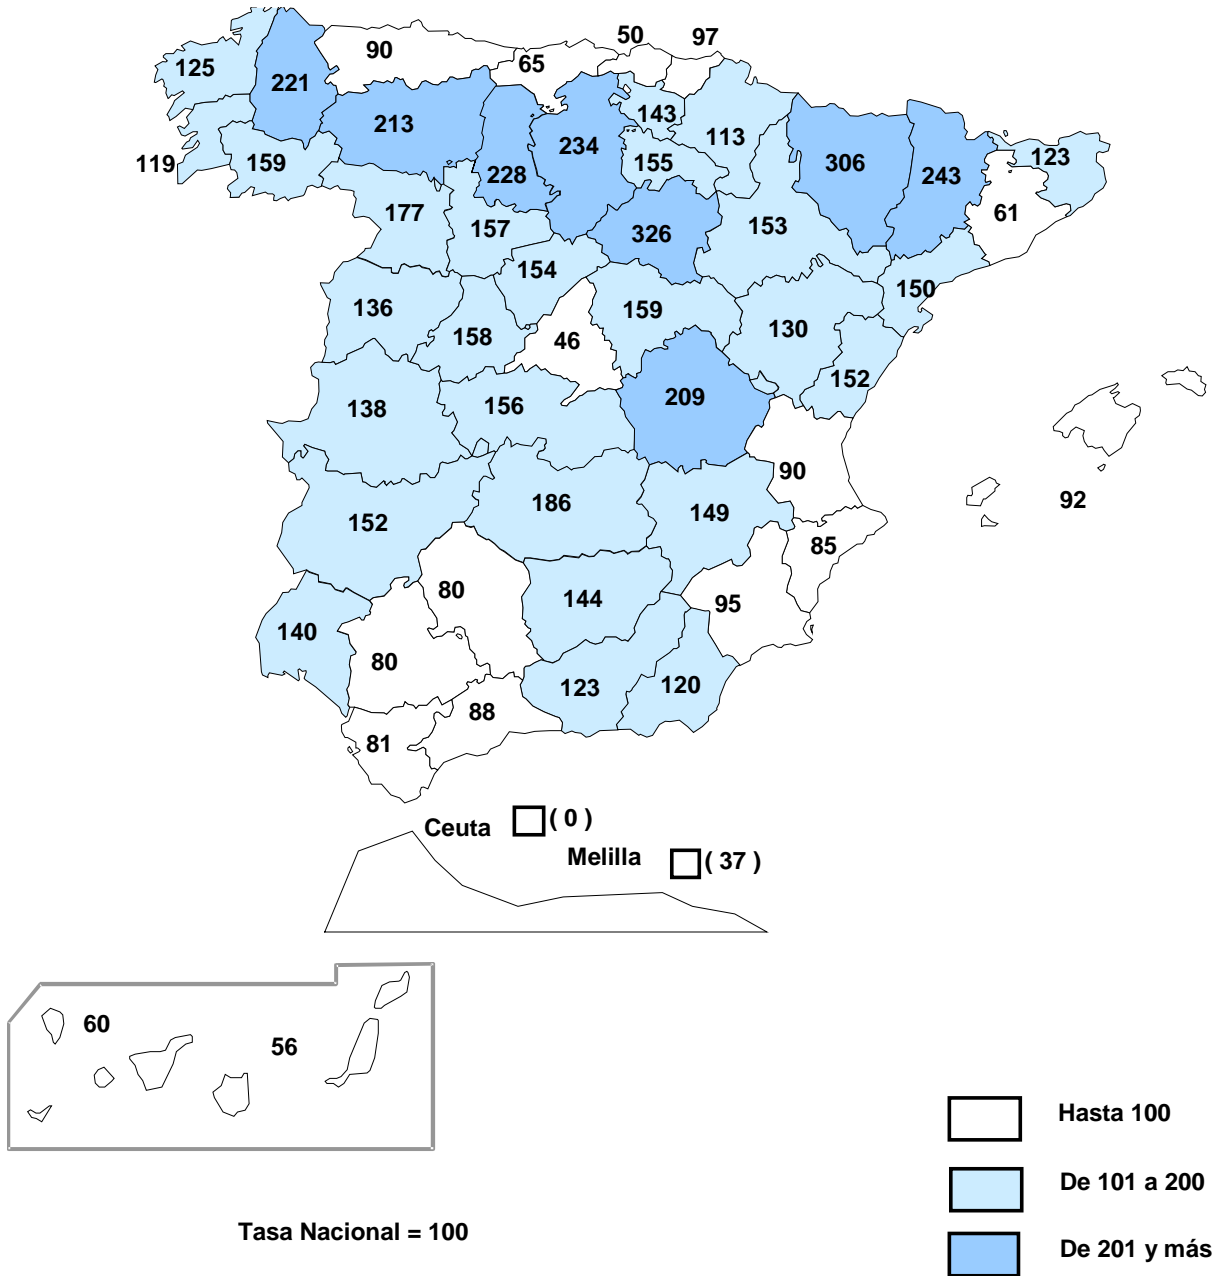 50 97
90
65
125
221
143
213
113
234
119 159 228 155 306 243 123
177 157 326 153 61
154
136 159 150
158 46 130
152
138 156 209
90
92
152 186 149
85
80 144 95
140
80 123 120
88
81
Ceuta ( 0 )
Melilla ( 37 )
60
56
Hasta 100
De 101 a 200
Tasa Nacional = 100
De 201 y más